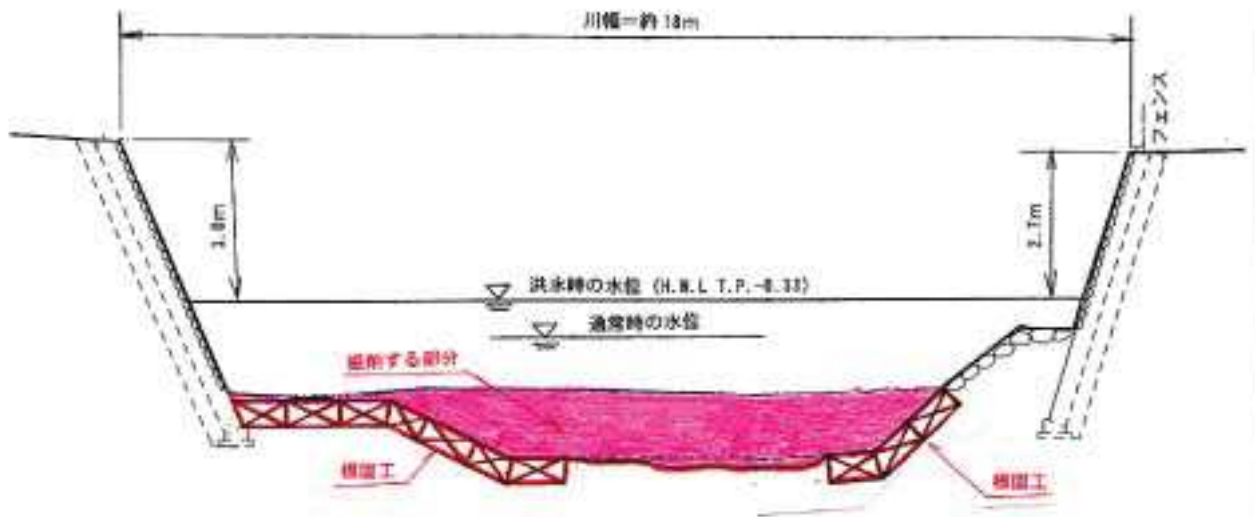 川幅=約18m
フェンス
3.0m
2.7m
洪水時の水位 (H.W.L T.P.-0.33)
通常時の水位
掘削する部分
根固工
根固工